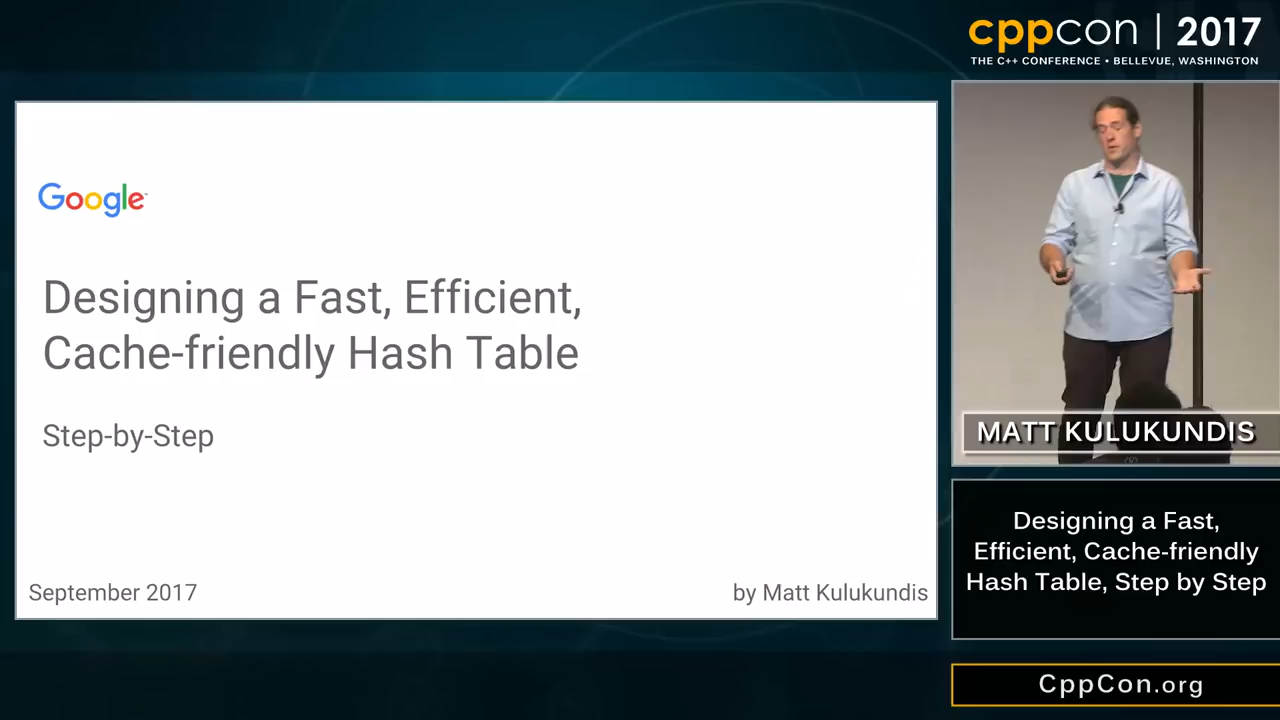 cppcon | 2017
THE C++ CONFERENCE • BELLEVUE, WASHINGTON
Google
Designing a Fast, Efficient,
Cache-friendly Hash Table
Step-by-Step
September 2017
by Matt Kulukundis
MATT KULUKUNDIS
Designing a Fast,
Efficient, Cache-friendly
Hash Table, Step by Step
CppCon.org